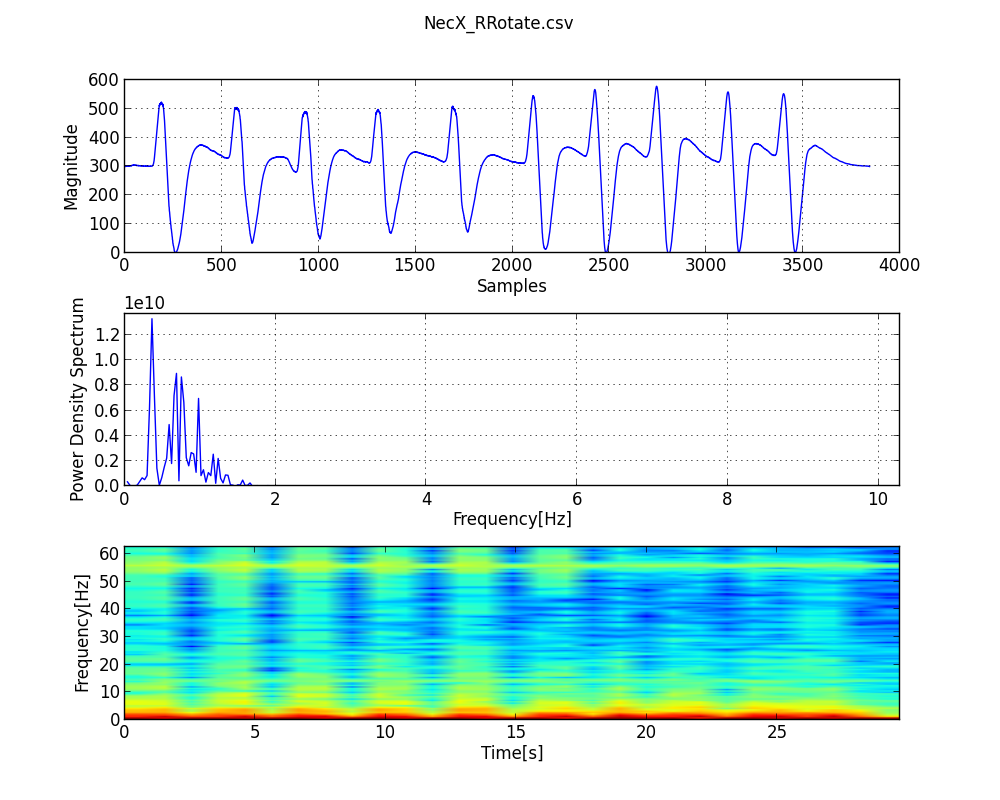 NecX_RRotate.csv
600
500
400
300
200
100
0
Magnitude
0 500 1000 1500 2000 2500 3000 3500 4000
Samples
1e10
1.2
1.0
0.8
0.6
0.4
0.2
0.0
Power Density Spectrum
0 2 4 6 8 10
Frequency[Hz]
60
50
40
30
20
10
0
Frequency[Hz]
0 5 10 15 20 25
Time[s]